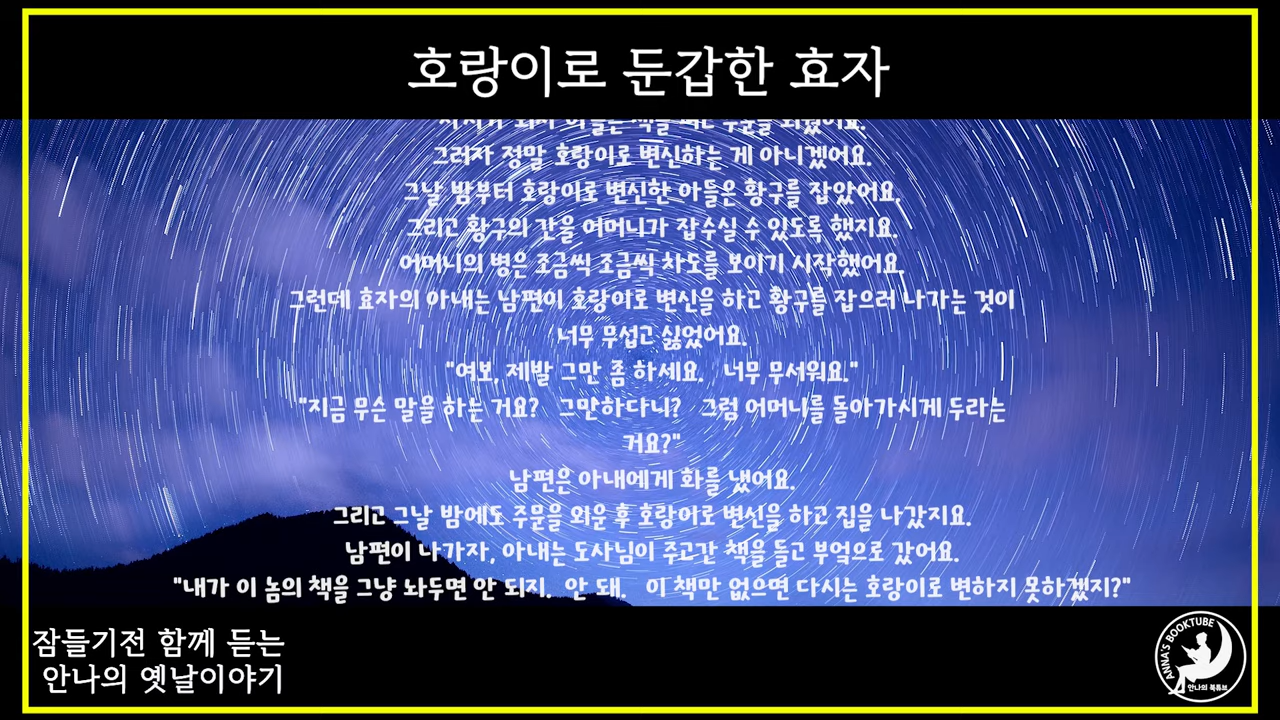 호랑이로 둔갑한 효자
그러자 정말 호랑이로 변신하는 게 아니겠어요.
그날 밤부터 호랑이로 변신한 아들은 황구를 잡았어요.
그리고 황구의 간을 어머니가 잡수실 수 있도록 했지요.
어머니의 병은 조금씩 조금씩 차도를 보이기 시작했어요.
그런데 효자의 아내는 남편이 호랑이로 변신을 하고 황구를 잡으러 나가는 것이
너무 무섭고 싫었어요.
"여보, 제발 그만 좀 하세요. 너무 무서워요."
"지금 무슨 말을 하는 거요? 그만하다니? 그럼 어머니를 돌아가시게 두라는
거요?"
남편은 아내에게 화를 냈어요.
그리고 그날 밤에도 주문을 외운 후 호랑이로 변신을 하고 집을 나갔지요.
남편이 나가자, 아내는 도사님이 주고간 책을 들고 부엌으로 갔어요.
"내가 이 놈의 책을 그냥 놔두면 안 되지. 안 돼. 이 책만 없으면 다시는 호랑이로 변하지 못하겠지?"
잠들기전 함께 듣는
안나의 옛날이야기
ANNA'S BOOKTUBE
안나의 북튜브